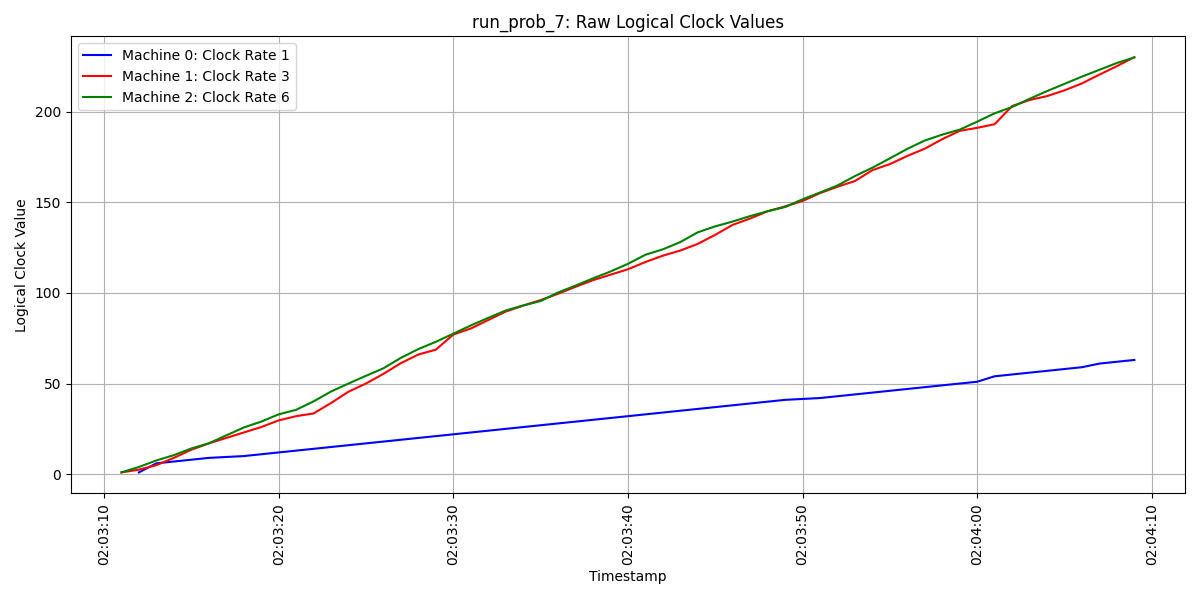 run_prob_7: Raw Logical Clock Values
Machine 0: Clock Rate 1
Machine 1: Clock Rate 3
Machine 2: Clock Rate 6
Logical Clock Value
200
150
100
50
0
02:03:10
02:03:20
02:03:30
02:03:40
02:03:50
02:04:00
02:04:10
Timestamp